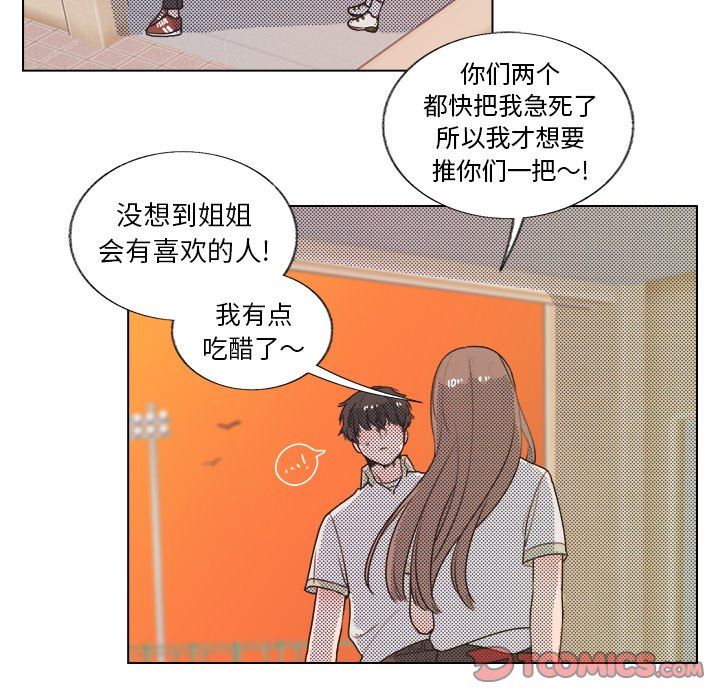 你们两个
都快把我急死了
所以我才想要
推你们一把～!
没想到姐姐
会有喜欢的人!
我有点
吃醋了～
...!
TCOMICS.COM